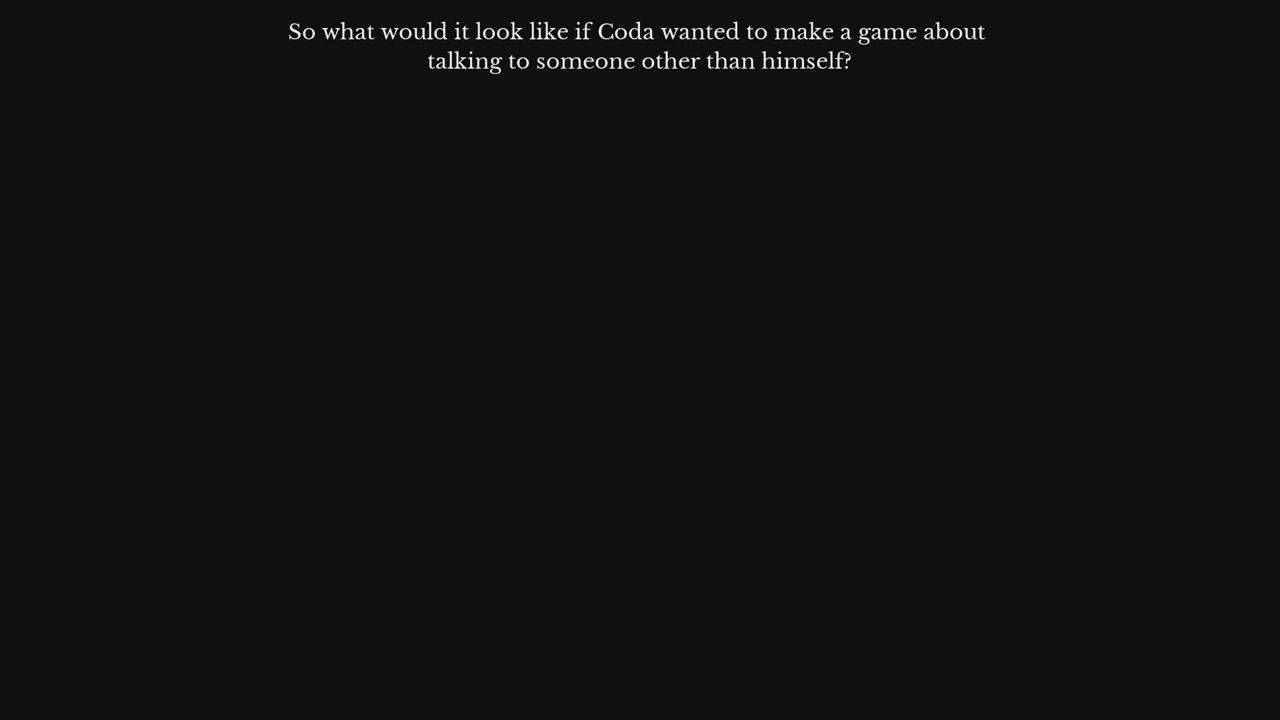 So what would it look like if Coda wanted to make a game about
talking to someone other than himself?